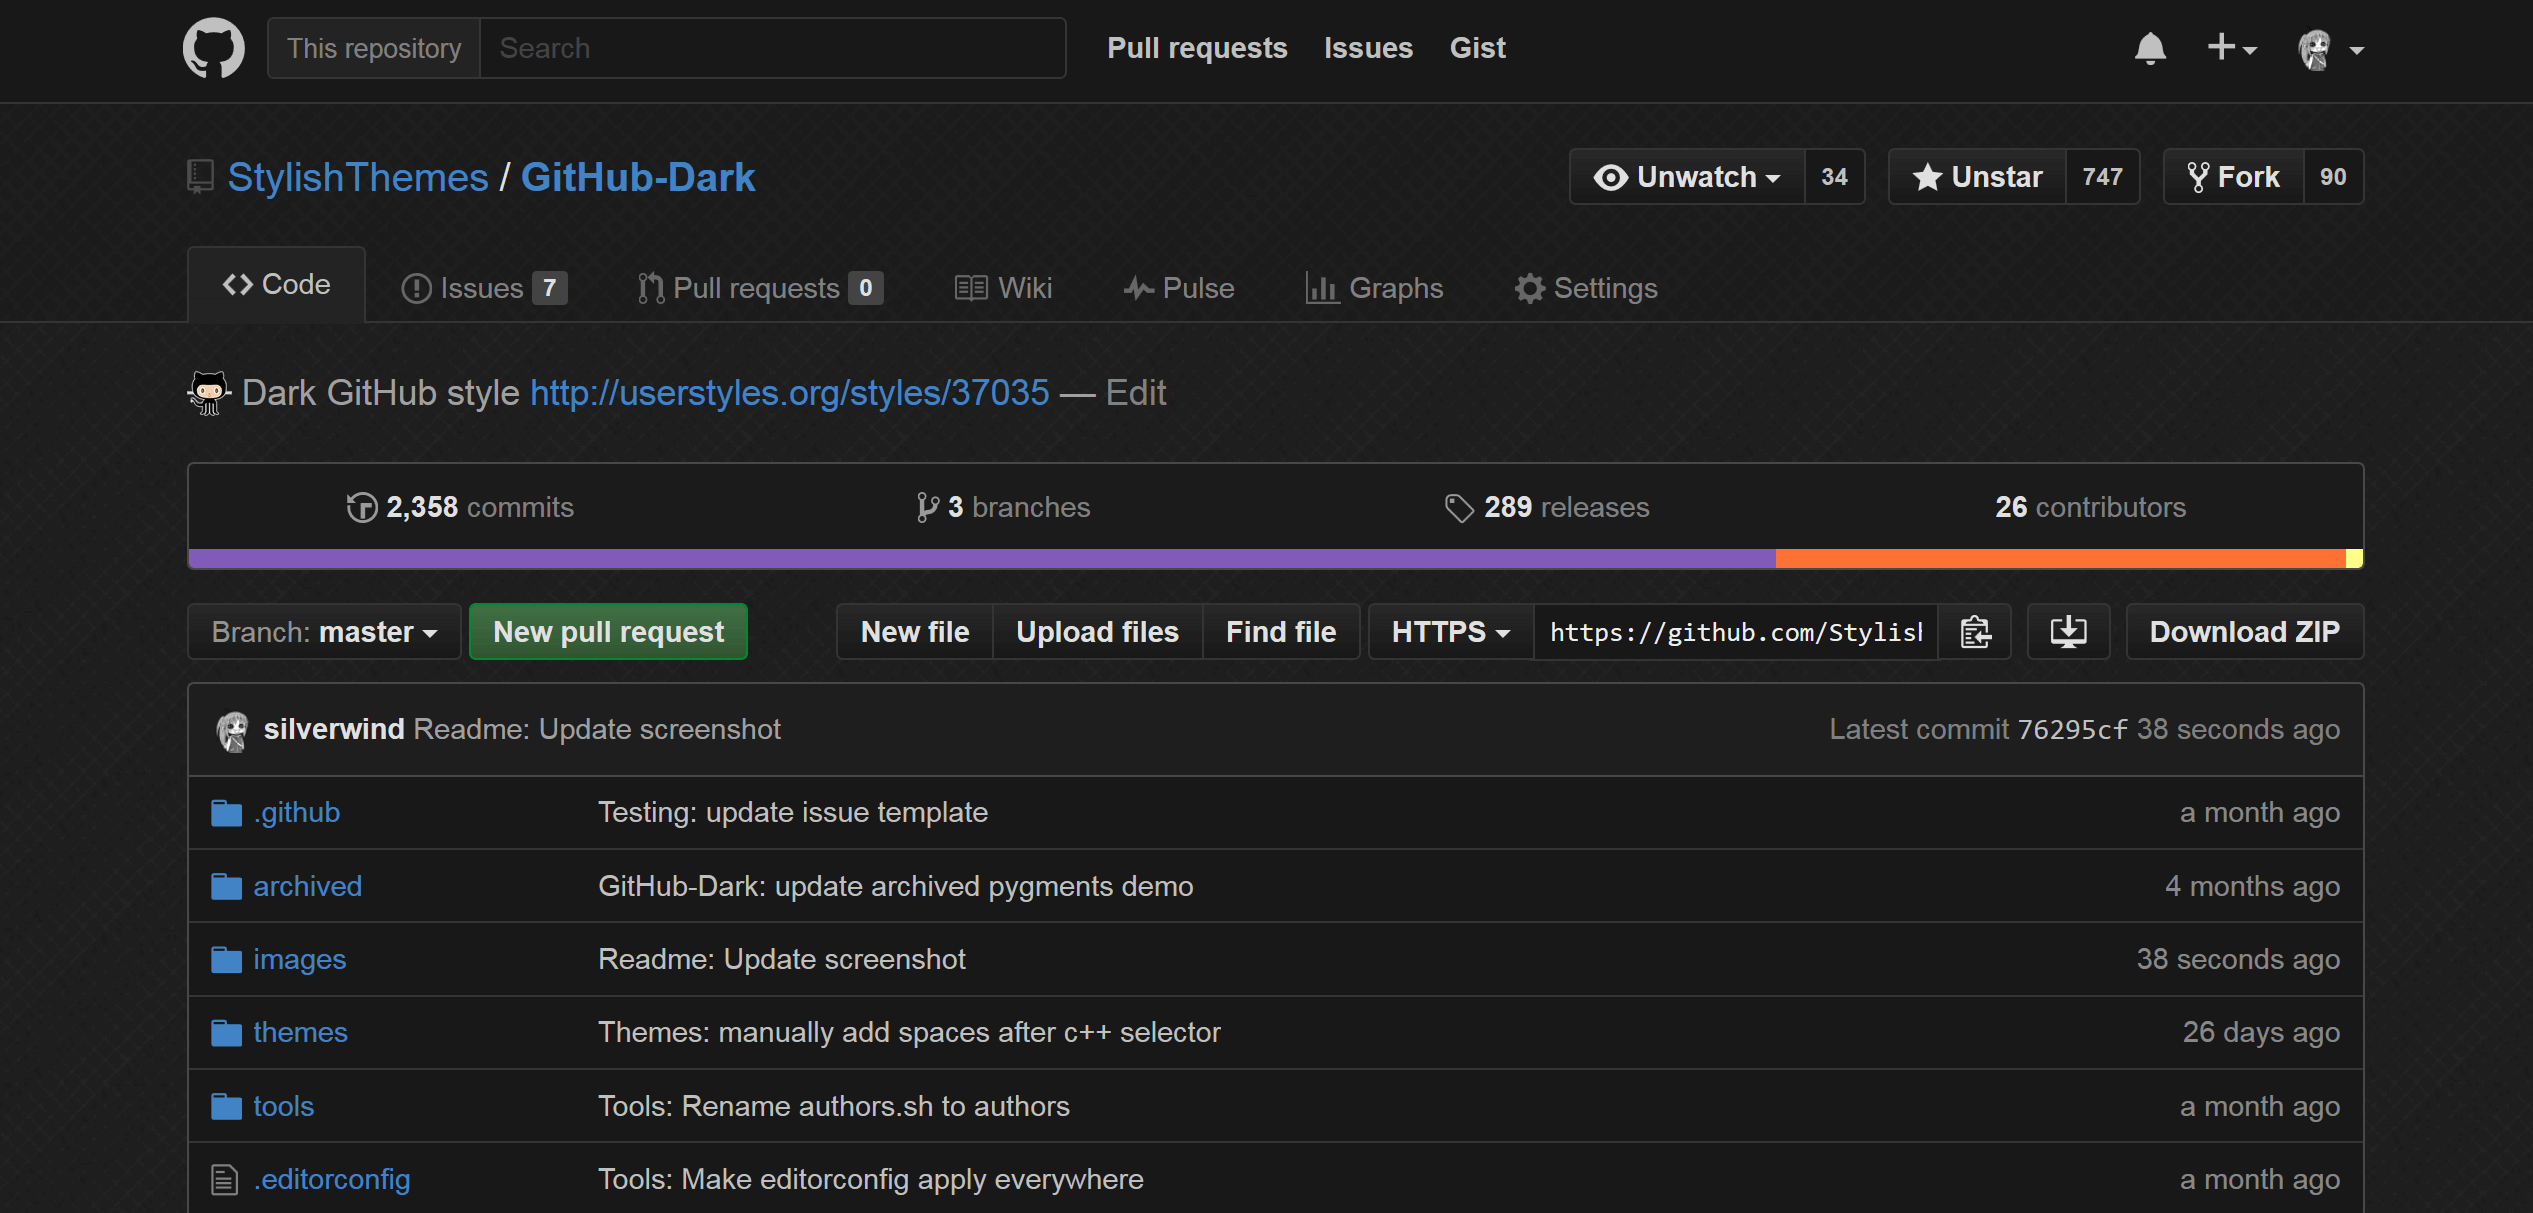 This repository Search Pull requests Issues Gist
StylishThemes / GitHub-Dark Unwatch 34 Unstar 747 Fork 90
Code Issues 7 Pull requests 0 Wiki Pulse Graphs Settings
Dark GitHub style http://userstyles.org/styles/37035 — Edit
2,358 commits 3 branches 289 releases 26 contributors
Branch: master New pull request New file Upload files Find file HTTPS https://github.com/Stylish Download ZIP
silverwind Readme: Update screenshot Latest commit 76295cf 38 seconds ago
.github Testing: update issue template a month ago
archived GitHub-Dark: update archived pygments demo 4 months ago
images Readme: Update screenshot 38 seconds ago
themes Themes: manually add spaces after c++ selector 26 days ago
tools Tools: Rename authors.sh to authors a month ago
.editorconfig Tools: Make editorconfig apply everywhere a month ago